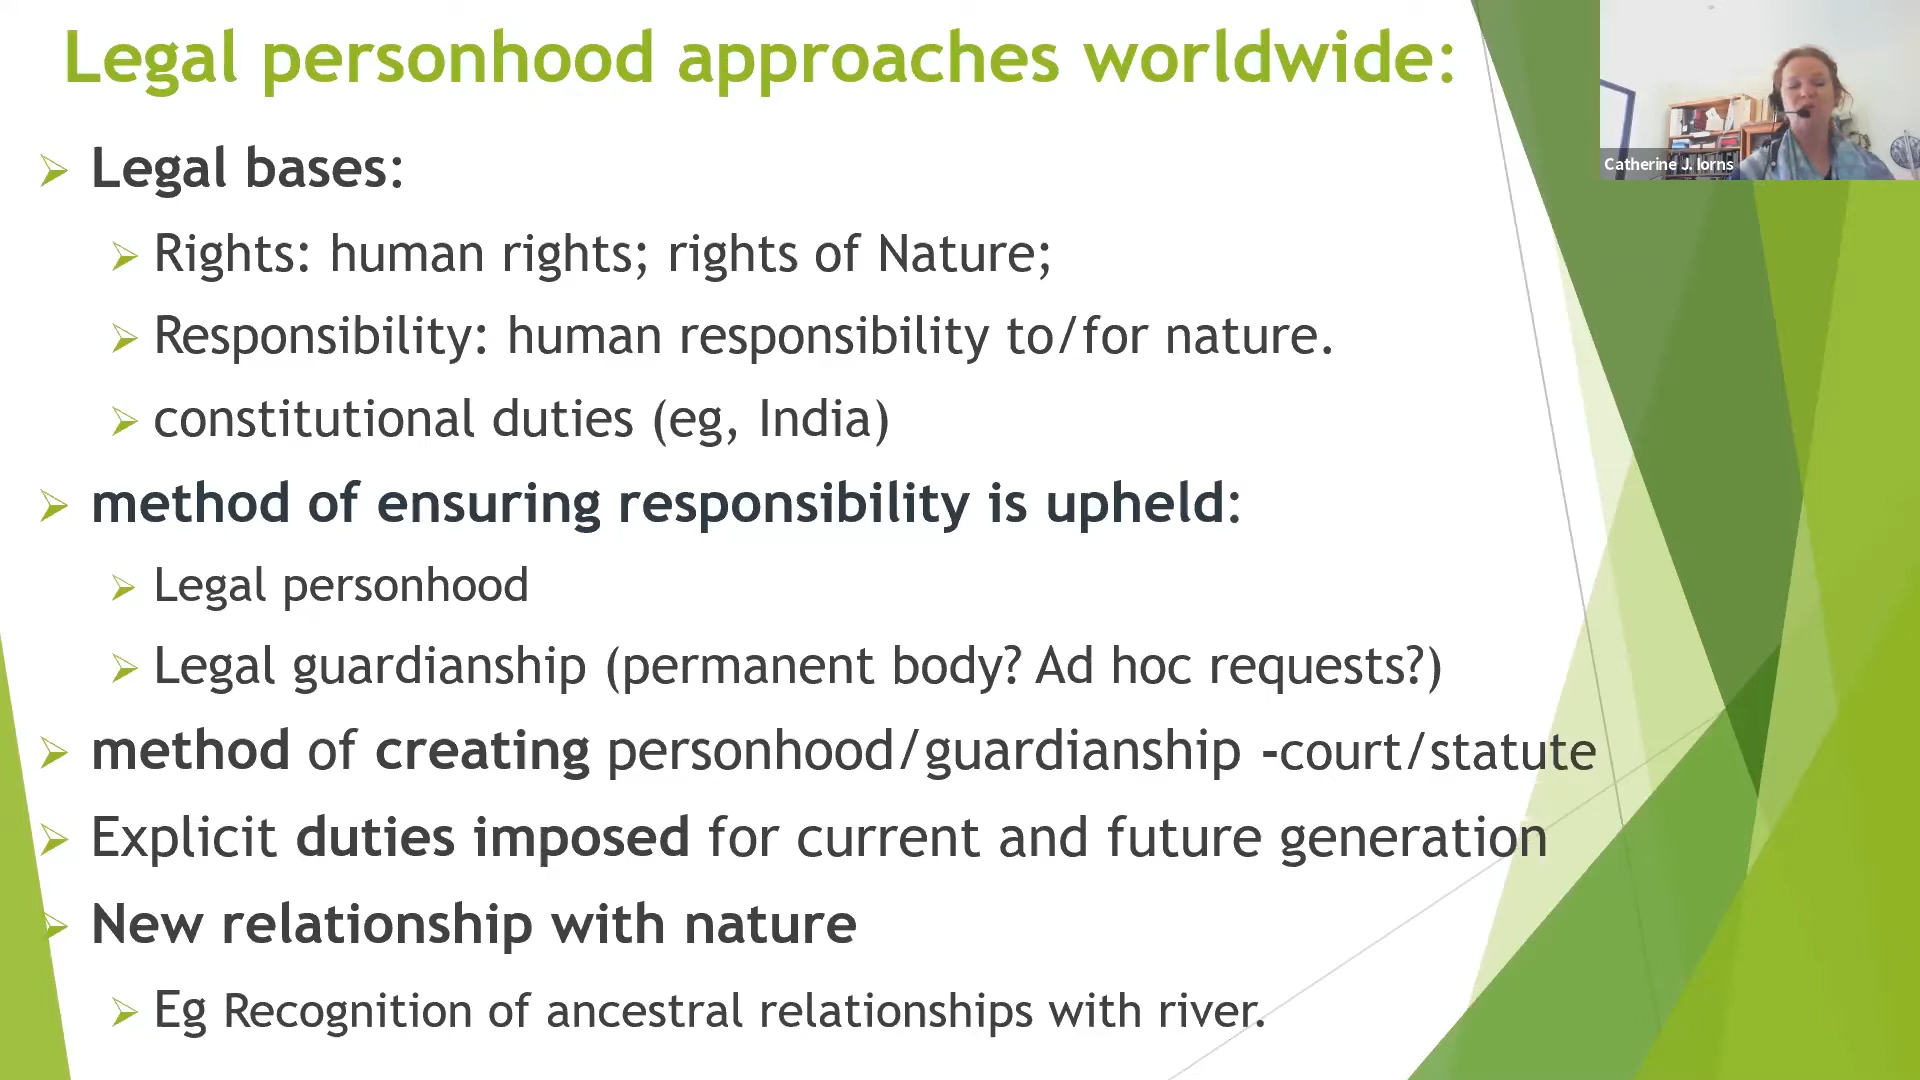 Legal personhood approaches worldwide:
Catherine J. Iorns
Legal bases:
Rights: human rights; rights of Nature;
Responsibility: human responsibility to/for nature.
constitutional duties (eg, India)
method of ensuring responsibility is upheld:
Legal personhood
Legal guardianship (permanent body? Ad hoc requests?)
method of creating personhood/guardianship -court/statute
Explicit duties imposed for current and future generation
New relationship with nature
Eg Recognition of ancestral relationships with river.